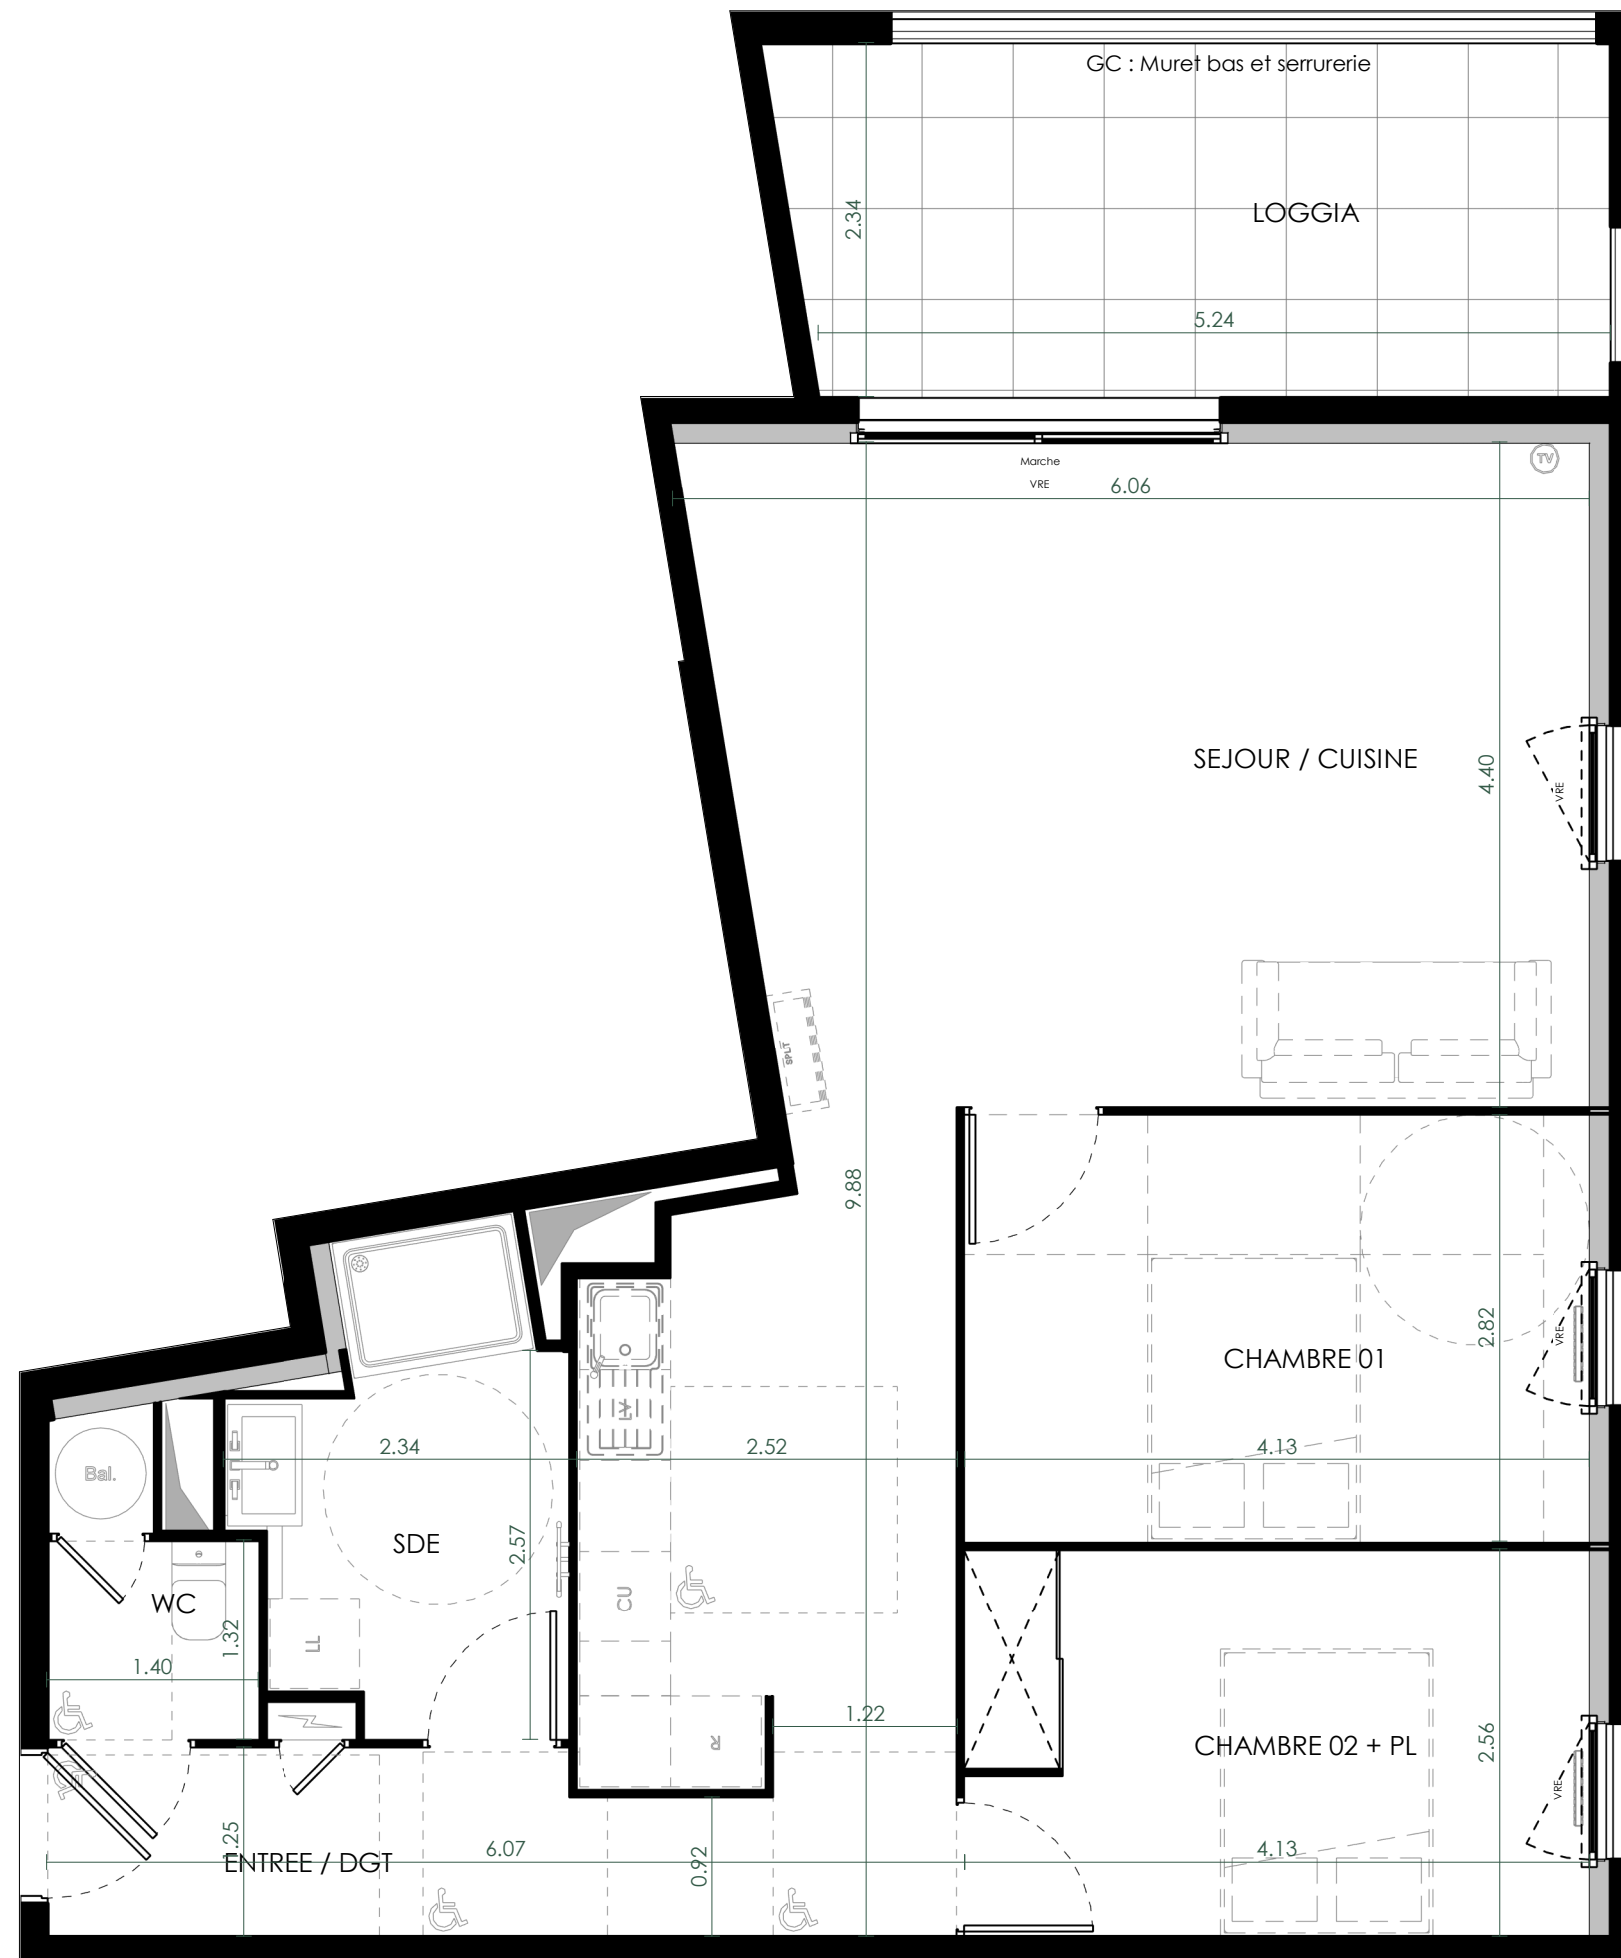 GC : Muret bas et serrurerie
2.34
LOGGIA
5.24
Marche
VRE
TV
6.06
SEJOUR / CUISINE
4.40
VRE
SPLIT
9.88
2.82
VRE
CHAMBRE 01
2.34
2.52
4.13
Bal.
LV
SDE
2.57
WC
CU
1.32
LL
1.40
1.22
R
CHAMBRE 02 + PL
2.56
VRE
1.25
ENTREE / DGT
6.07
0.92
4.13